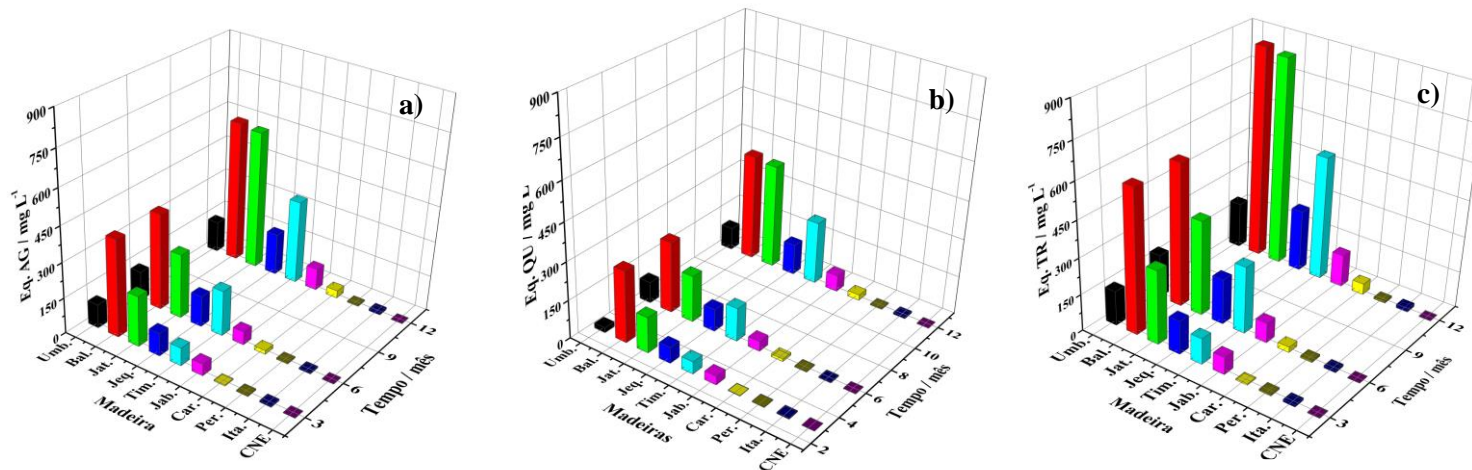 a)
900
750
600
450
300
150
0
Eq. AG / mg L⁻¹
Umb.
Bal.
Jat.
Jeq.
Tim.
Jab.
Car.
Per.
Ita.
CNE
Madeira
3
6
9
12
Tempo / mês
b)
900
750
600
450
300
150
0
Eq. QU / mg L⁻¹
Umb.
Bal.
Jat.
Jeq.
Tim.
Jab.
Car.
Per.
Ita.
CNE
Madeiras
2
4
6
8
10
12
Tempo / mês
c)
900
750
600
450
300
150
0
Eq. TR / mg L⁻¹
Umb.
Bal.
Jat.
Jeq.
Tim.
Jab.
Car.
Per.
Ita.
CNE
Madeira
3
6
9
12
Tempo / mês